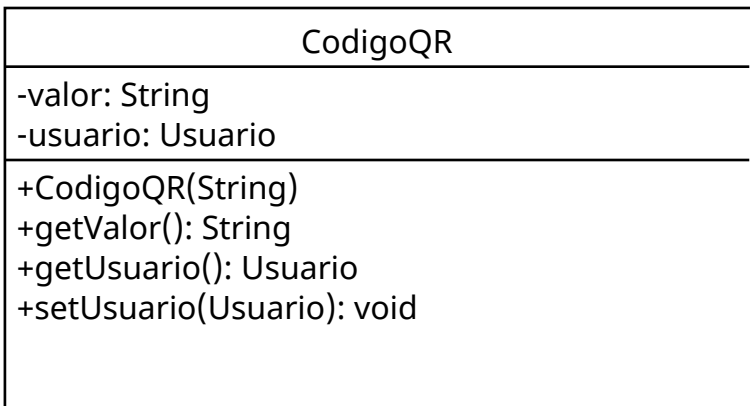 CodigoQR
-valor: String
-usuario: Usuario
+CodigoQR(String)
+getValor(): String
+getUsuario(): Usuario
+setUsuario(Usuario): void